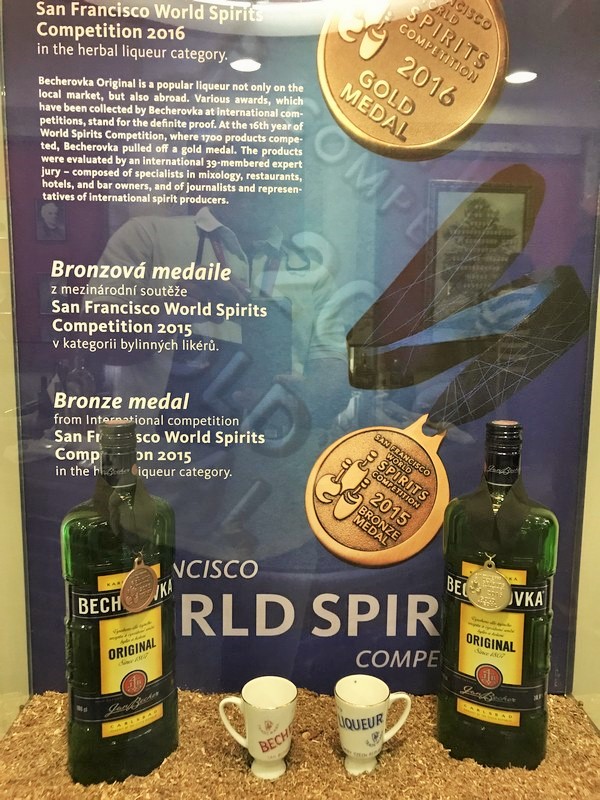 San Francisco World Spirits
Competition 2016
in the herbal liqueur category.
SPIRITS
COMPETITION
2016
GOLD
MEDAL
Becherovka Original is a popular liqueur not only on the
local market, but also abroad. Various awards, which
have been collected by Becherovka at international com-
petitions, stand for the definite proof. At the 16th year of
World Spirits Competition, where 1700 products compe-
ted, Becherovka pulled off a gold medal. The products
were evaluated by an international 39-membered expert
jury – composed of specialists in mixology, restaurants,
hotels, and bar owners, and of journalists and represen-
tatives of international spirit producers.
Bronzová medaile
z mezinárodní soutěže
San Francisco World Spirits
Competition 2015
v kategorii bylinných likérů.
Bronze medal
from International competition
San Francisco World Spirits
Competition 2015
in the herbal liqueur category.
SAN FRANCISCO
WORLD
SPIRITS
COMPETITION
2015
BRONZE
MEDAL
NCISCO
RLD SPIR
COMPE
BECHEROVKA
ORIGINAL
Since 1807
BECHEROVKA
ORIGINAL
Since 1807
BECH
LIQUEUR